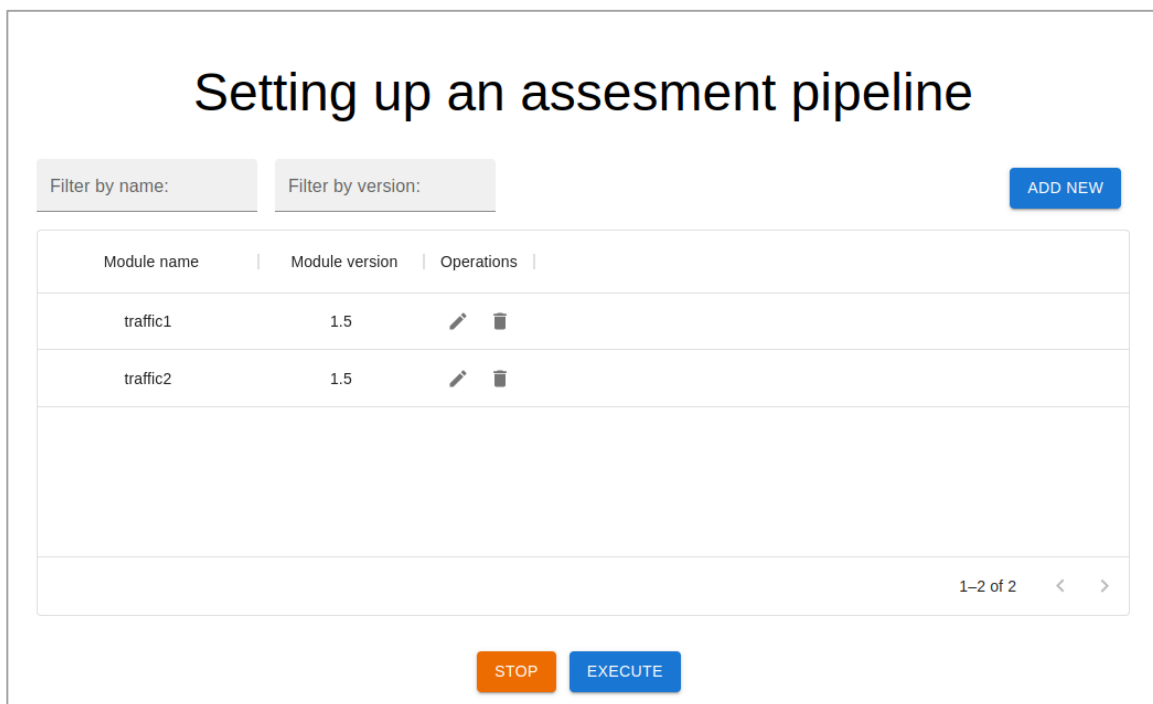 Setting up an assesment pipeline
Filter by name: Filter by version: ADD NEW
Module name Module version Operations
traffic1 1.5
traffic2 1.5
1–2 of 2
STOP EXECUTE